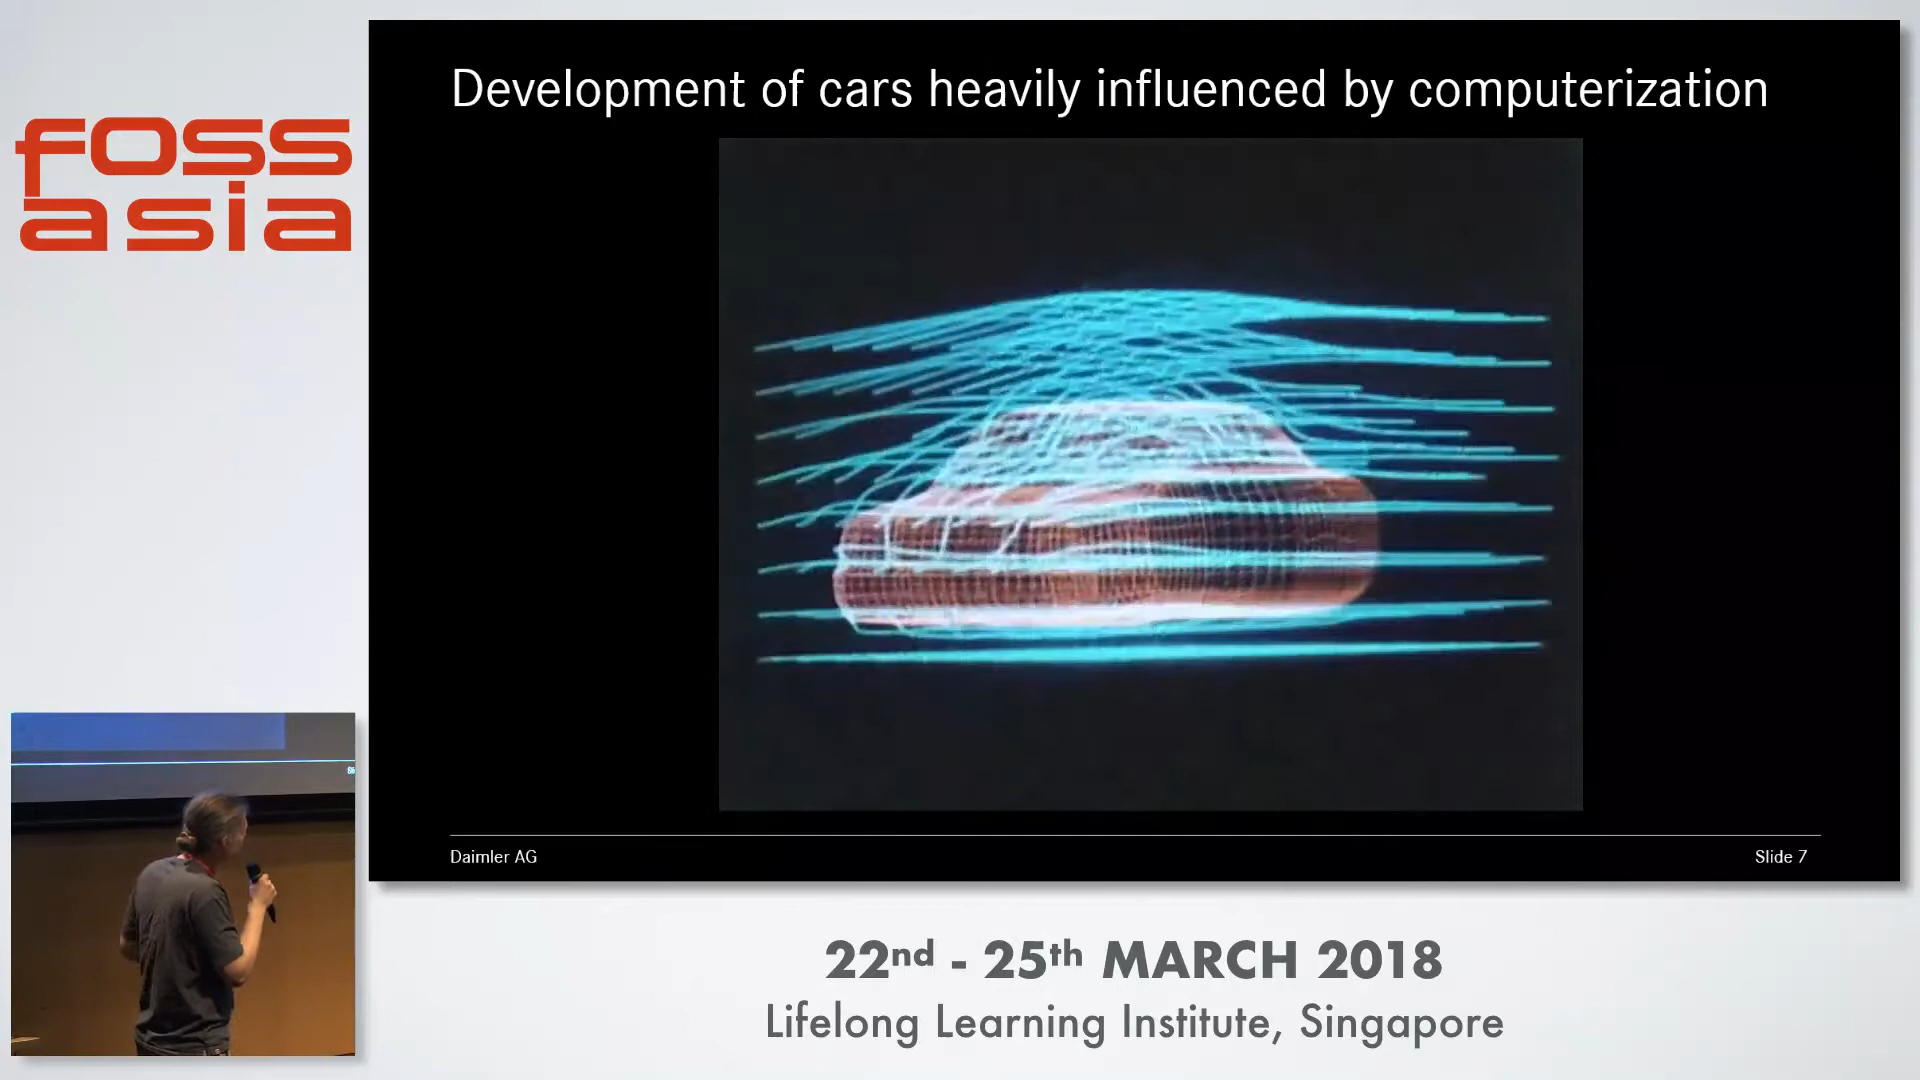 foss
asia
Development of cars heavily influenced by computerization
Daimler AG
Slide 7
22nd - 25th MARCH 2018
Lifelong Learning Institute, Singapore